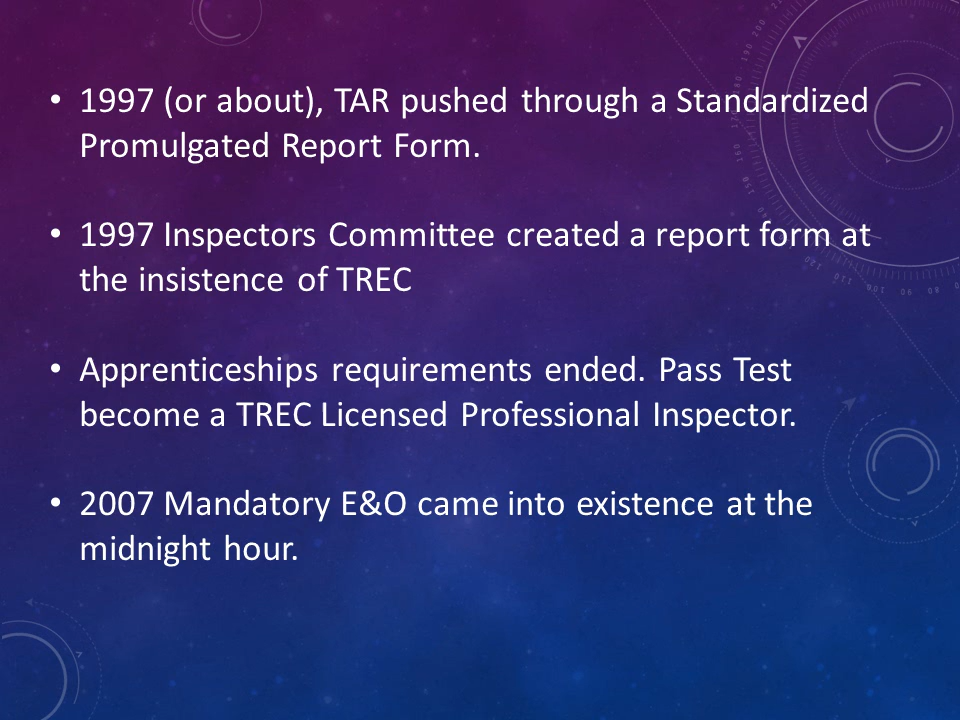 • 1997 (or about), TAR pushed through a Standardized
Promulgated Report Form.
• 1997 Inspectors Committee created a report form at
the insistence of TREC
• Apprenticeships requirements ended. Pass Test
become a TREC Licensed Professional Inspector.
• 2007 Mandatory E&O came into existence at the
midnight hour.